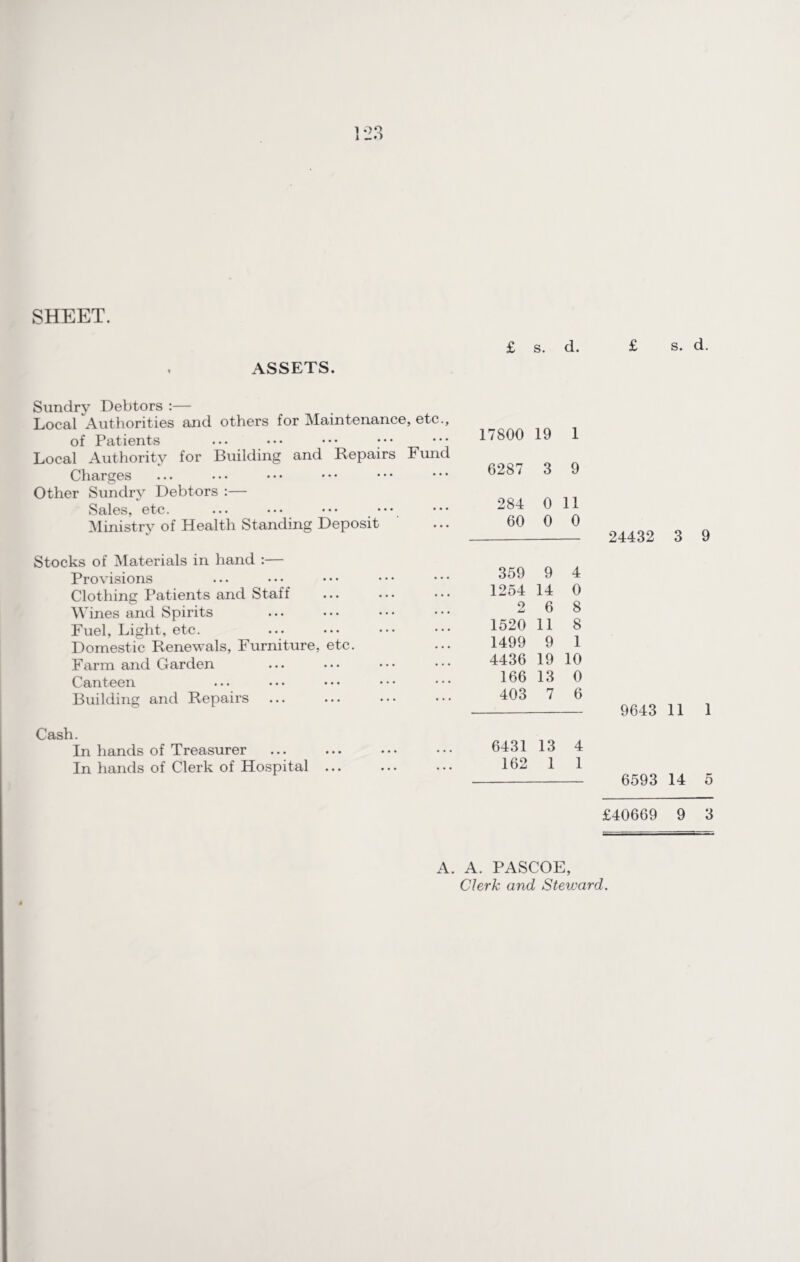 123
SHEET.
£ s. d. £ s. d.
ASSETS.
Sundry Debtors :—
Local Authorities and others for Maintenance, etc.,
of Patients ... ... ... ... ... 17800 19 1
Local Authority for Building and Repairs Fund
Charges ... ... ... ... ... ... 6287 3 9
Other Sundry Debtors :—
Sales, etc. ... ... ... ... ... 284 0 11
Ministry of Health Standing Deposit ... 60 0 0
24432 3 9
Stocks of Materials in hand :—
Provisions ... ... ... ... ... 359 9 4
Clothing Patients and Staff ... ... ... 1254 14 0
Wines and Spirits ... ... ... ... 2 6 8
Fuel, Light, etc. ... ... ... ... 1520 11 8
Domestic Renewals, Furniture, etc. ... 1499 9 1
Farm and Garden ... ... ... ... 4436 19 10
Canteen ... ... ... ... ... 166 13 0
Building and Repairs ... ... ... ... 403 7 6
9643 11 1
Cash.
In hands of Treasurer ... ... ... ... 6431 13 4
In hands of Clerk of Hospital ... ... ... 162 1 1
6593 14 5
£40669 9 3
A. A. PASCOE,
Clerk and Steward.